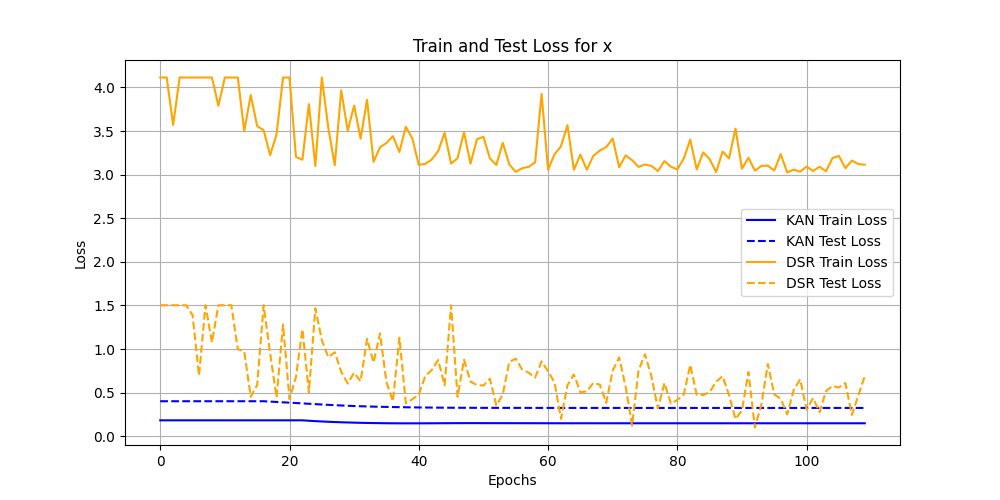 Train and Test Loss for x
Loss
4.0
3.5
3.0
2.5
2.0
1.5
1.0
0.5
0.0
KAN Train Loss
KAN Test Loss
DSR Train Loss
DSR Test Loss
0 20 40 60 80 100
Epochs